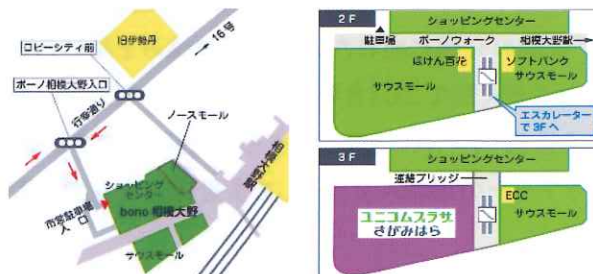 ロビーシティ前
旧伊勢丹
16号
ボーノ相模大野入口
行幸通り
ノースモール
相模大野駅
ショッピング
センター
bono 相模大野
市営駐車場
入口
サウスモール
2F
ショッピングセンター
駐車場
ボーノウォーク
相模大野駅
ほけん百花
ソフトバンク
サウスモール
サウスモール
エスカレーター
で3Fへ
3F
ショッピングセンター
連絡ブリッジ
ユニコムプラザ
さがみはら
ECC
サウスモール